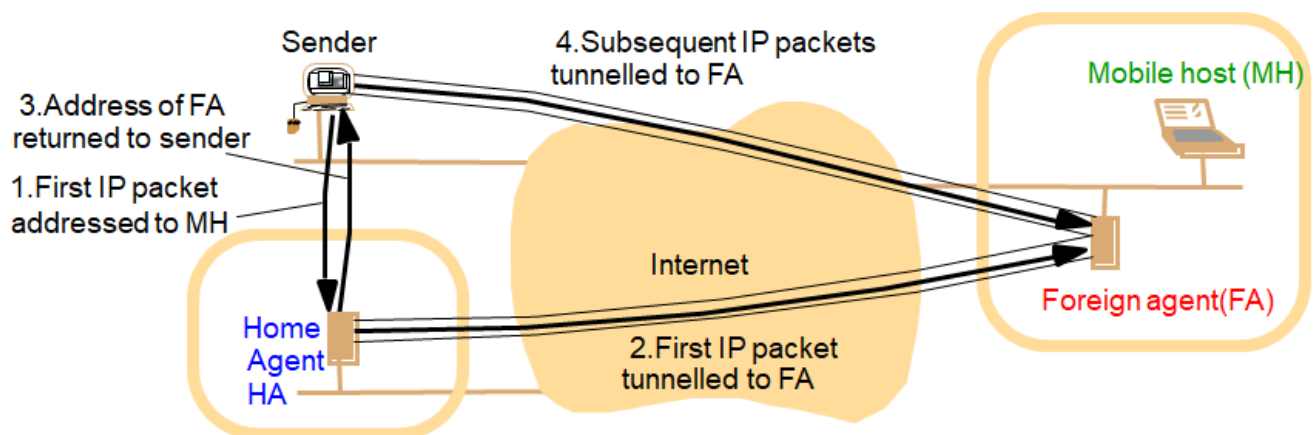 Sender
4.Subsequent IP packets
tunnelled to FA
Mobile host (MH)
3.Address of FA
returned to sender
1.First IP packet
addressed to MH
Internet
Foreign agent(FA)
Home
Agent
HA
2.First IP packet
tunnelled to FA